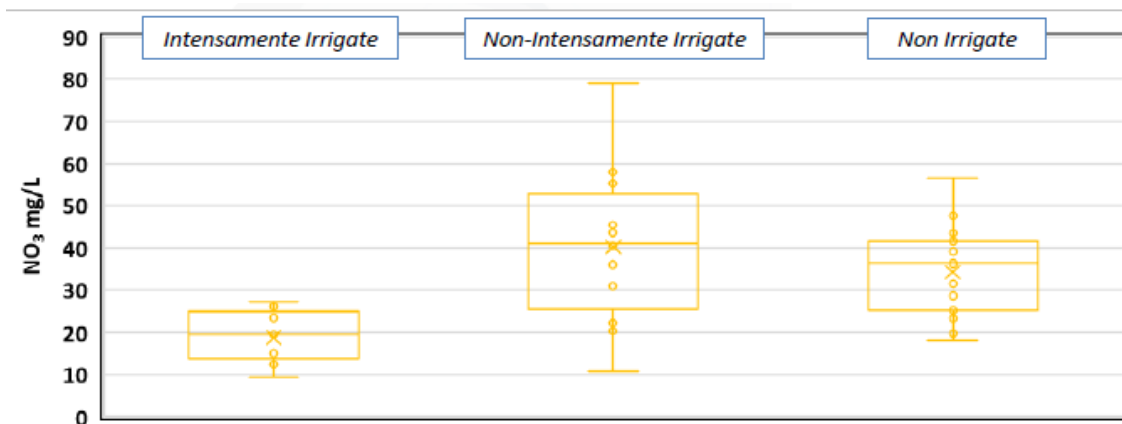 Intensamente Irrigate
Non-Intensamente Irrigate
Non Irrigate
NO₃ mg/L
90
80
70
60
50
40
30
20
10
0